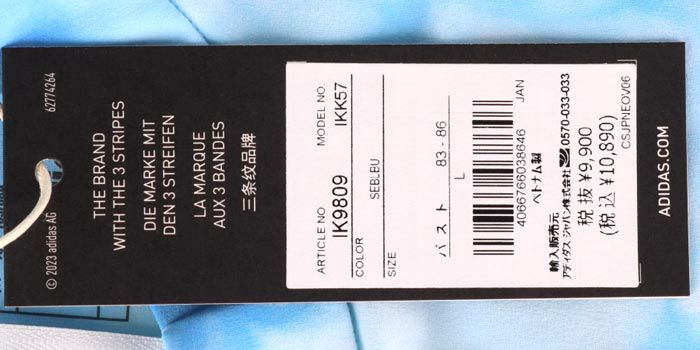 62774264
THE BRAND
WITH THE 3 STRIPES
DIE MARKE MIT
DEN 3 STREIFEN
LA MARQUE
AUX 3 BANDES
三条纹品牌
© 2023 adidas AG
ARTICLE NO
IK9809
MODEL NO.
IKK57
COLOR
SEBLBU
SIZE
バスト 83 - 86
L
4066766038646
JAN
ベトナム製
輸入販売元
アディダス ジャパン株式会社 0570-033-033
税 抜 ¥9,900
(税 込 ¥10,890)
CSJPNEOV06
ADIDAS.COM